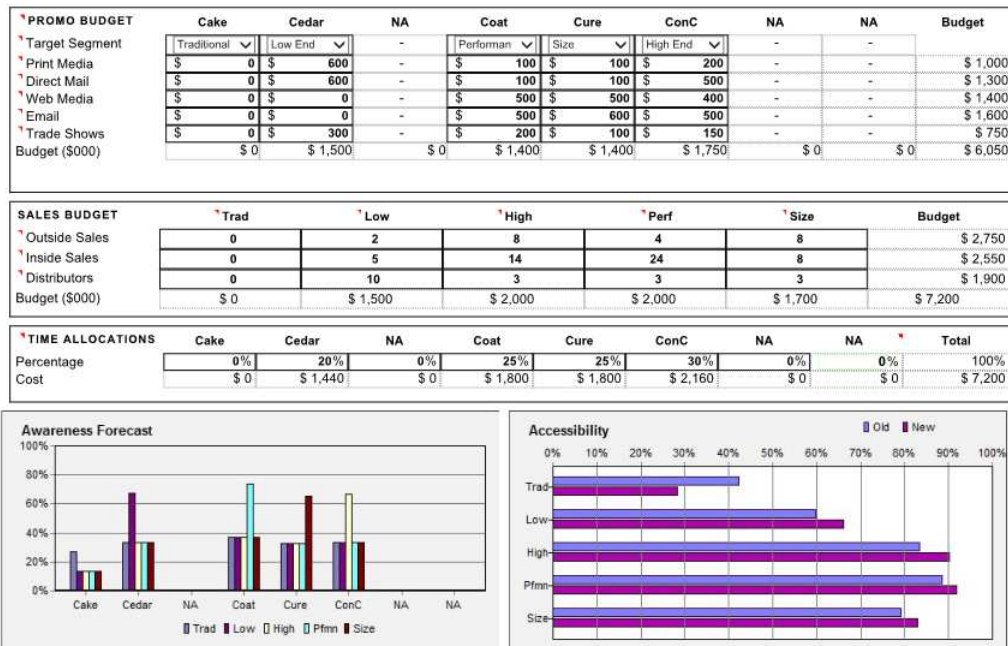 PROMO BUDGET Cake Cedar NA Coat Cure ConC NA NA Budget
Target Segment Traditional Low End - Performan Size High End - -
Print Media $ 0 $ 600 - $ 100 $ 100 $ 200 - - $ 1,000
Direct Mail $ 0 $ 600 - $ 100 $ 100 $ 500 - - $ 1,300
Web Media $ 0 $ 0 - $ 500 $ 500 $ 400 - - $ 1,400
Email $ 0 $ 0 - $ 500 $ 600 $ 500 - - $ 1,600
Trade Shows $ 0 $ 300 - $ 200 $ 100 $ 150 - - $ 750
Budget ($000) $ 0 $ 1,500 $ 0 $ 1,400 $ 1,400 $ 1,750 $ 0 $ 0 $ 6,050
SALES BUDGET Trad Low High Perf Size Budget
Outside Sales 0 2 8 4 8 $ 2,750
Inside Sales 0 5 14 24 8 $ 2,550
Distributors 0 10 3 3 3 $ 1,900
Budget ($000) $ 0 $ 1,500 $ 2,000 $ 2,000 $ 1,700 $ 7,200
TIME ALLOCATIONS Cake Cedar NA Coat Cure ConC NA NA Total
Percentage 0% 20% 0% 25% 25% 30% 0% 0% 100%
Cost $ 0 $ 1,440 $ 0 $ 1,800 $ 1,800 $ 2,160 $ 0 $ 0 $ 7,200
Awareness Forecast
100%
80%
60%
40%
20%
0%
Cake Cedar NA Coat Cure ConC NA NA
Trad Low High Pfmn Size
Accessibility Old New
0% 10% 20% 30% 40% 50% 60% 70% 80% 90% 100%
Trad
Low
High
Pfmn
Size